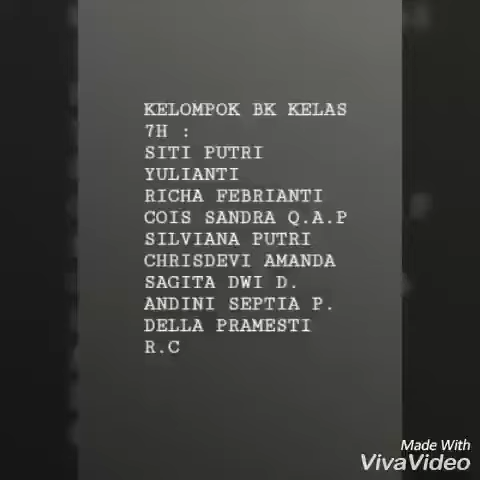 KELOMPOK BK KELAS
7H :
SITI PUTRI
YULIANTI
RICHA FEBRIANTI
COIS SANDRA Q.A.P
SILVIANA PUTRI
CHRISDEVI AMANDA
SAGITA DWI D.
ANDINI SEPTIA P.
DELLA PRAMESTI
R.C
Made With
VivaVideo